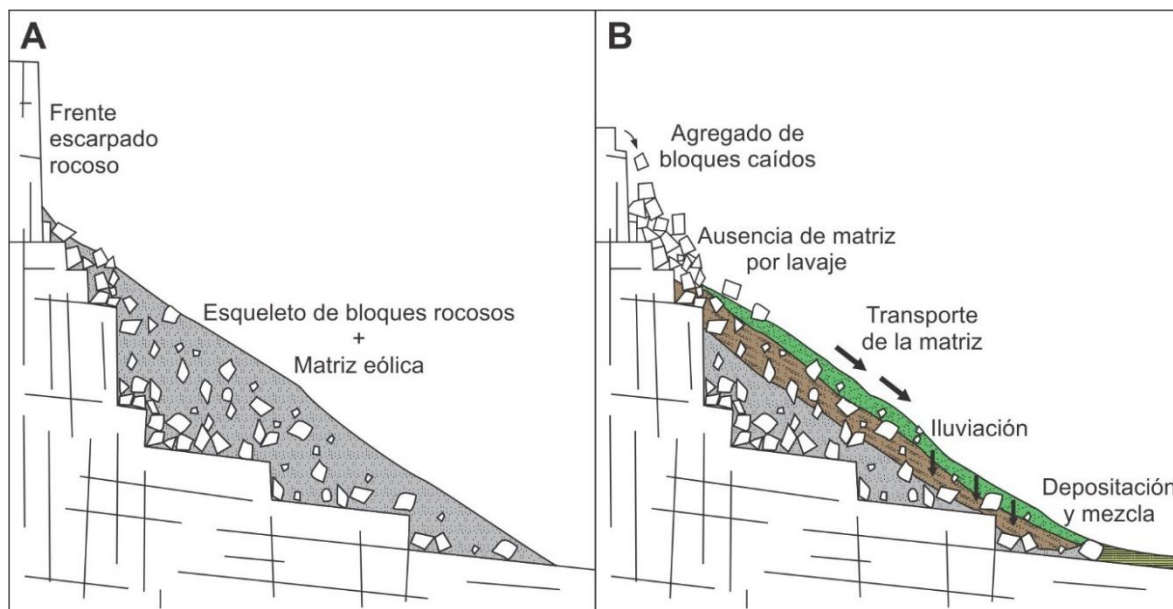 A
Frente
escarpado
rocoso
Esqueleto de bloques rocosos
+
Matriz eólica
B
Agregado de
bloques caídos
Ausencia de matriz
por lavaje
Transporte
de la matriz
Iluviación
Depositación
y mezcla